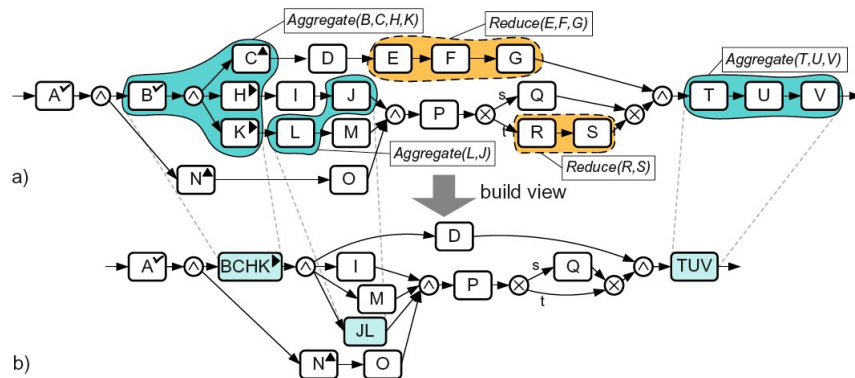 Aggregate(B,C,H,K)
Reduce(E,F,G)
C D E F G
Aggregate(T,U,V)
A B H I J s Q T U V
P
K L M t R S
Aggregate(L,J)
Reduce(R,S)
N O
a)
build view
D
A BCHK I s Q TUV
P
M t
JL
N O
b)